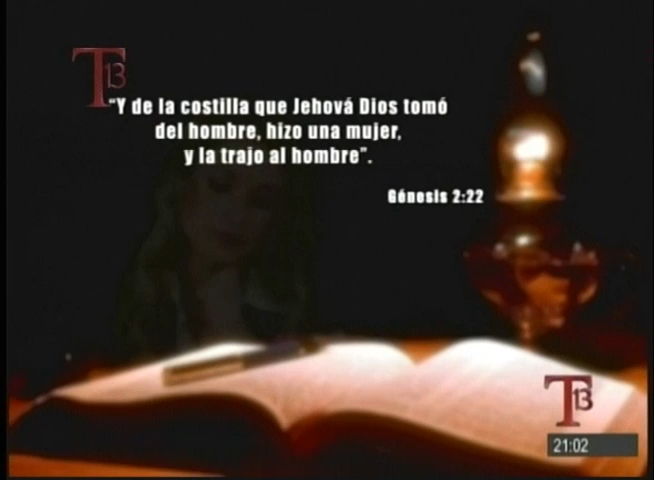 T13
"Y de la costilla que Jehová Dios tomó
del hombre, hizo una mujer,
y la trajo al hombre".
Génesis 2:22
T13
21:02